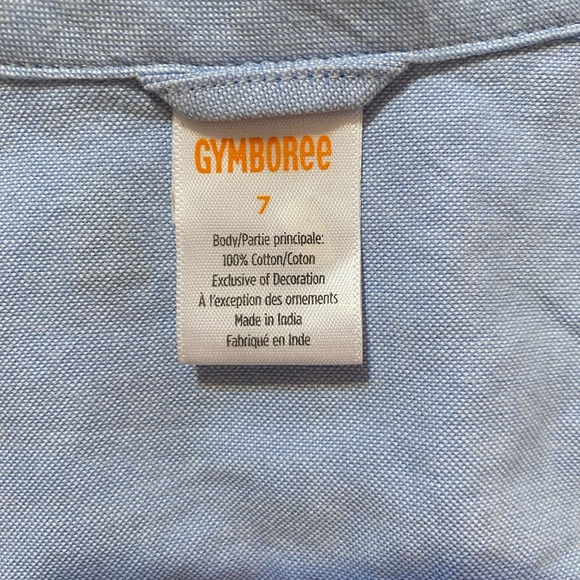 GYMBORee
7
Body/Partie principale:
100% Cotton/Coton
Exclusive of Decoration
À l'exception des ornements
Made in India
Fabriqué en Inde